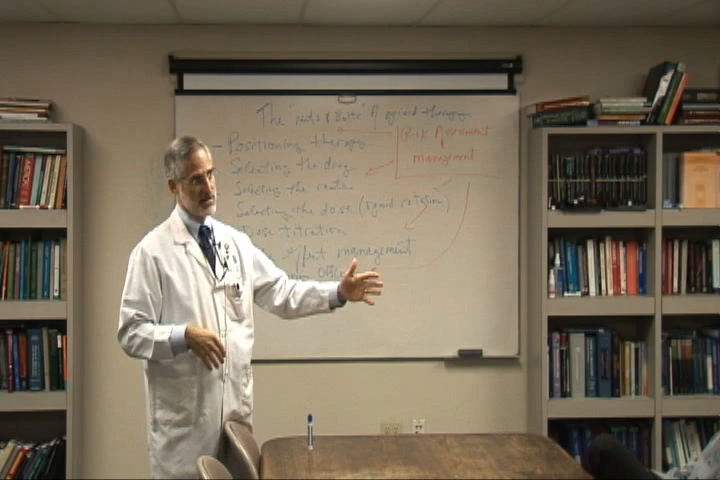 The "nuts & Bolts" of opioid therapy
- Positioning therapy
Selecting the drug
Selecting the route
Selecting the dose (opioid rotation)
Dose titration
effect management
Risk Assessment
management